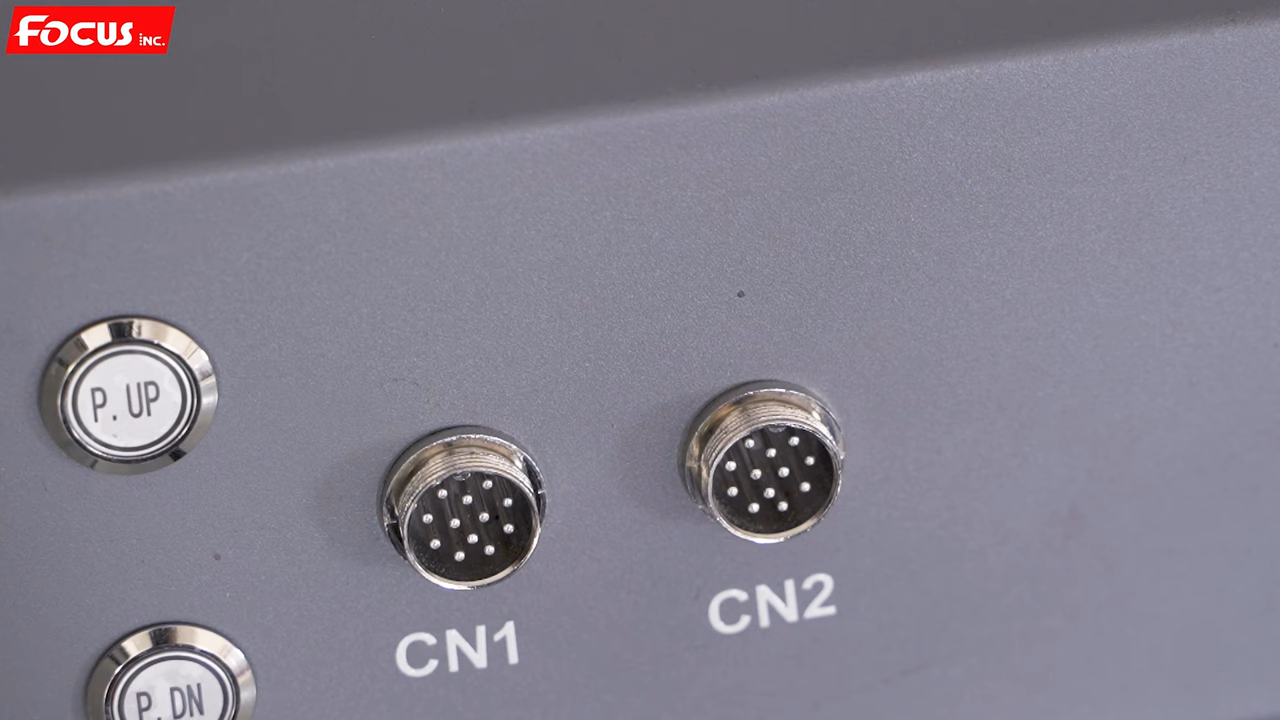 FOCUS INC.
P. UP
CN1
CN2
P. DN